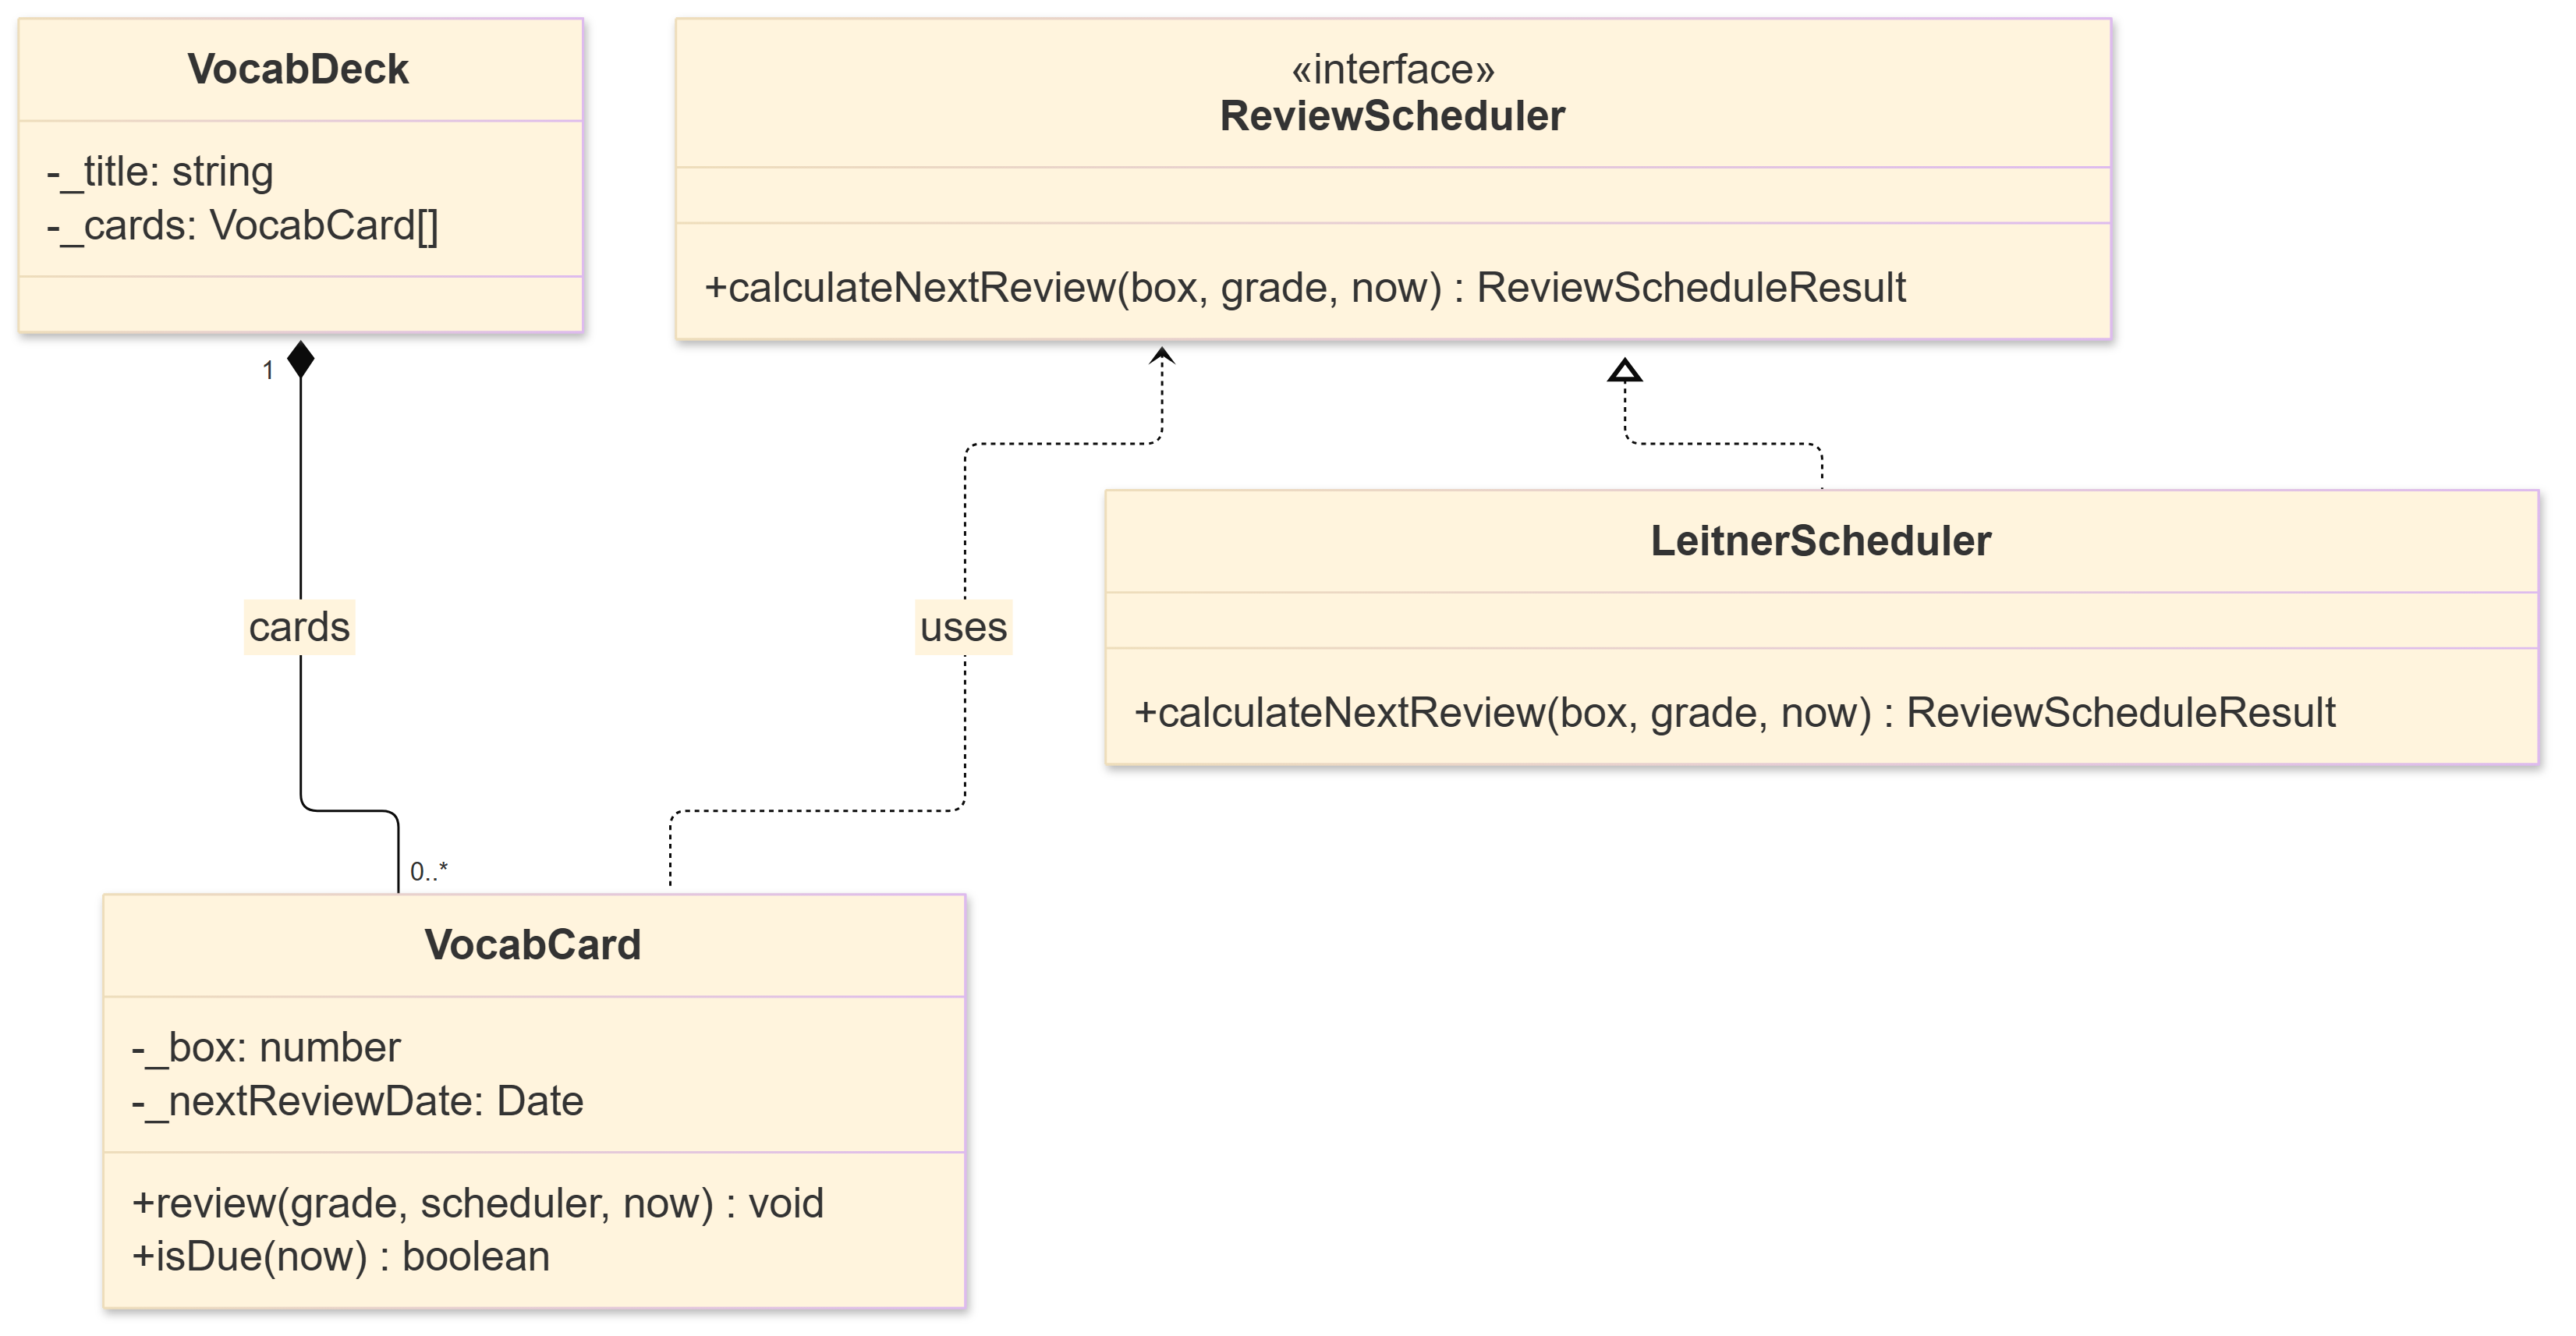 VocabDeck
-_title: string
-_cards: VocabCard[]
«interface»
ReviewScheduler
+calculateNextReview(box, grade, now) : ReviewScheduleResult
1
cards
uses
LeitnerScheduler
+calculateNextReview(box, grade, now) : ReviewScheduleResult
0..*
VocabCard
-_box: number
-_nextReviewDate: Date
+review(grade, scheduler, now) : void
+isDue(now) : boolean